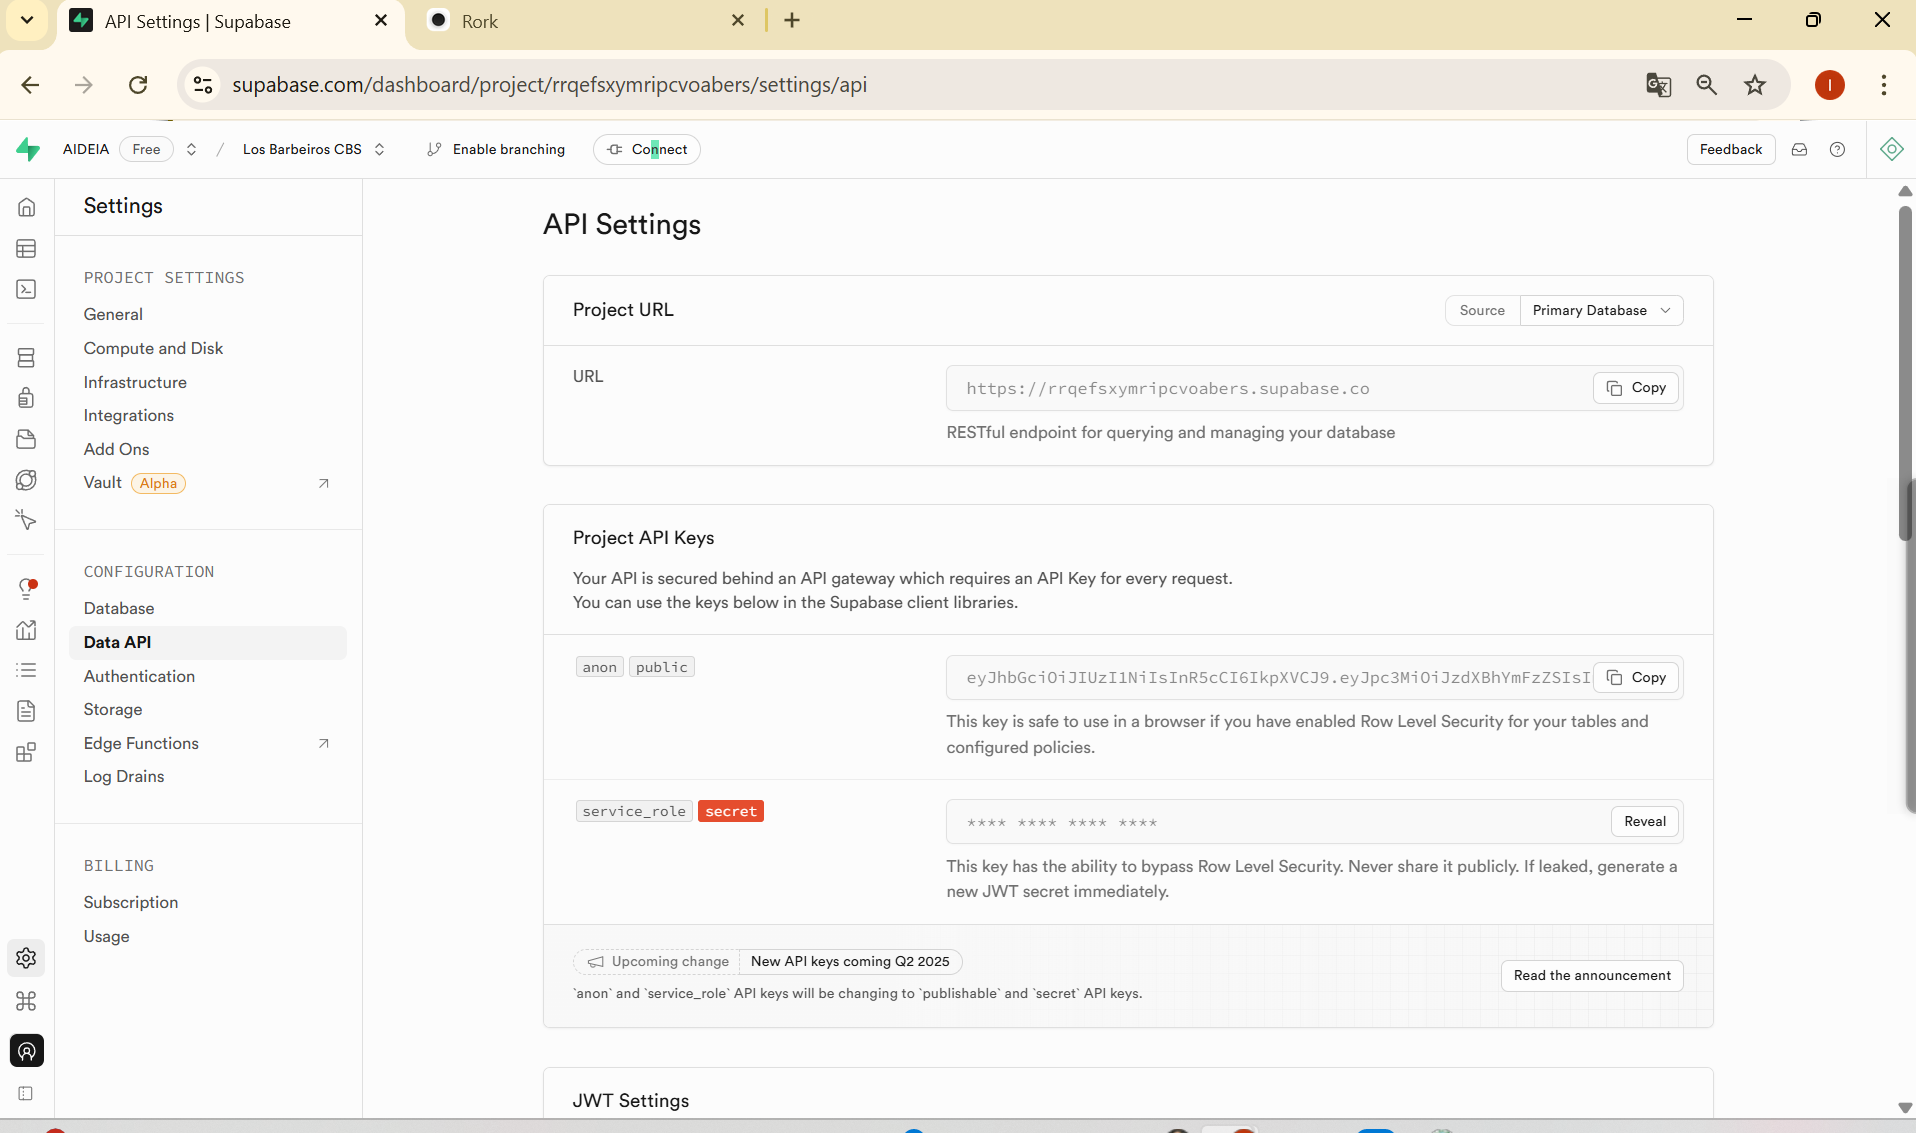 API Settings | Supabase
Rork
supabase.com/dashboard/project/rrqefsxymripcvoabers/settings/api
I
AIDEIA Free / Los Barbeiros CBS Enable branching Connect Feedback
Settings
PROJECT SETTINGS
General
Compute and Disk
Infrastructure
Integrations
Add Ons
Vault Alpha
CONFIGURATION
Database
Data API
Authentication
Storage
Edge Functions
Log Drains
BILLING
Subscription
Usage
API Settings
Project URL
Source Primary Database
URL
https://rrqefsxymripcvoabers.supabase.co Copy
RESTful endpoint for querying and managing your database
Project API Keys
Your API is secured behind an API gateway which requires an API Key for every request.
You can use the keys below in the Supabase client libraries.
anon public
eyJhbGciOiJIUzI1NiIsInR5cCI6IkpXVCJ9.eyJpc3MiOiJzdXBhYmFzZSIsI Copy
This key is safe to use in a browser if you have enabled Row Level Security for your tables and
configured policies.
service_role secret
**** **** **** **** Reveal
This key has the ability to bypass Row Level Security. Never share it publicly. If leaked, generate a
new JWT secret immediately.
Upcoming change New API keys coming Q2 2025
`anon` and `service_role` API keys will be changing to `publishable` and `secret` API keys.
Read the announcement
JWT Settings